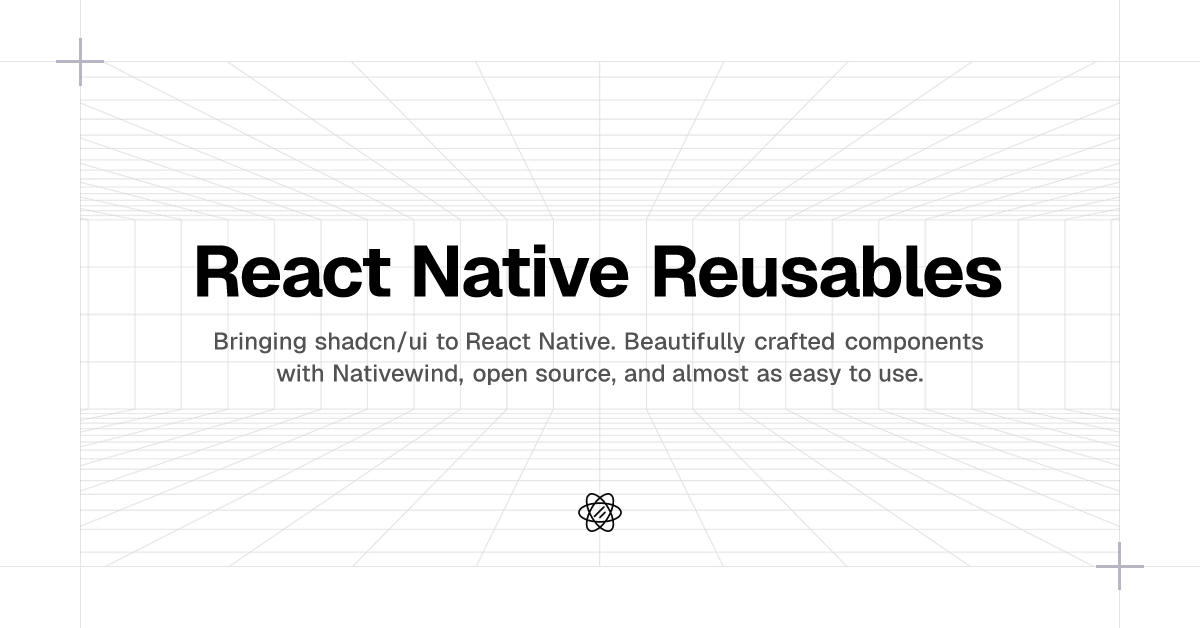 React Native Reusables
Bringing shadcn/ui to React Native. Beautifully crafted components
with Nativewind, open source, and almost as easy to use.